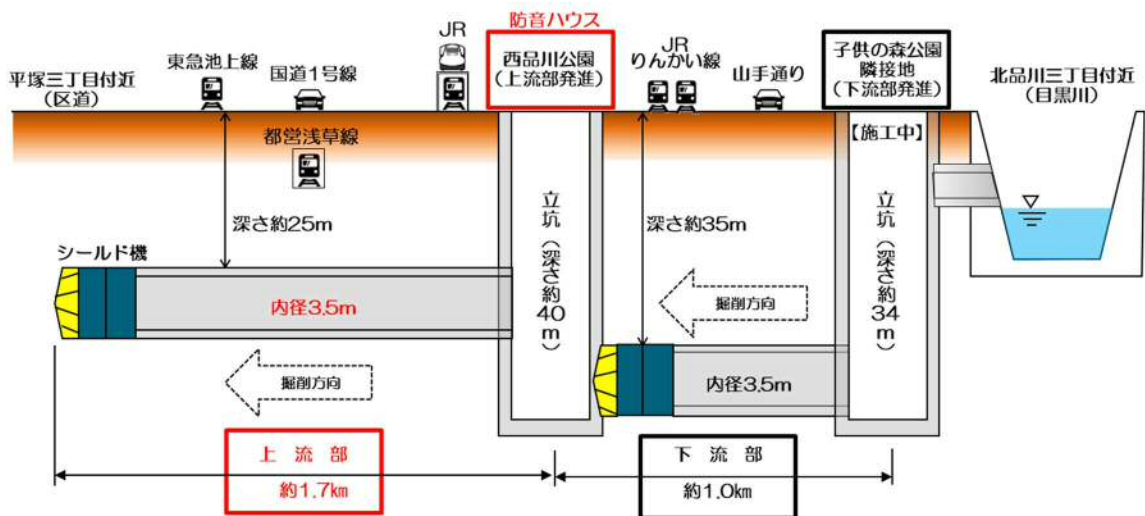 防音ハウス
平塚三丁目付近
(区道)
東急池上線
国道1号線
JR
西品川公園
(上流部発進)
JR
りんかい線
山手通り
子供の森公園
隣接地
(下流部発進)
北品川三丁目付近
(目黒川)
都営浅草線
【施工中】
深さ約25m
立坑(深さ約40m)
深さ約35m
立坑(深さ約34m)
シールド機
内径3.5m
掘削方向
掘削方向
内径3.5m
上流部
約1.7km
下流部
約1.0km